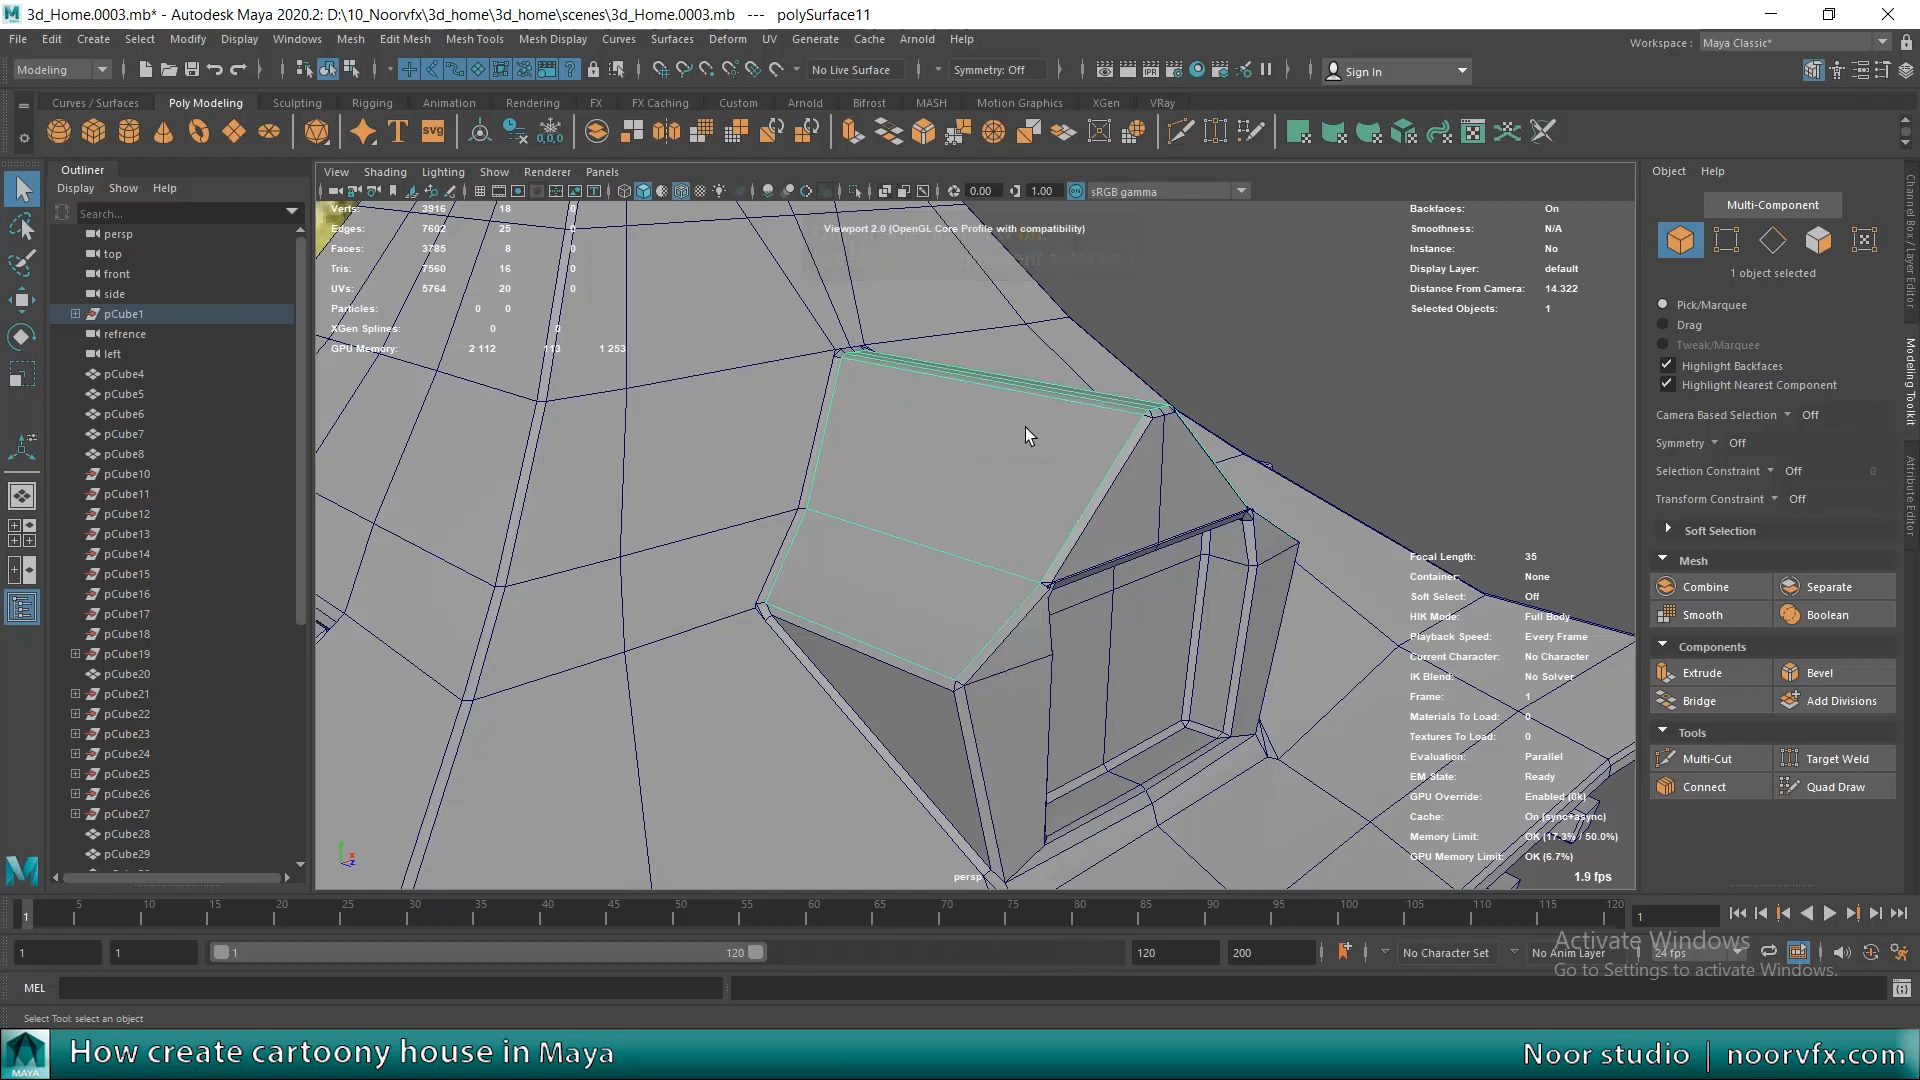 3d_Home.0003.mb* - Autodesk Maya 2020.2: D:\10_Noorvfx\3d_home\3d_home\scenes\3d_Home.0003.mb --- polySurface11
File Edit Create Select Modify Display Windows Mesh Edit Mesh Mesh Tools Mesh Display Curves Surfaces Deform UV Generate Cache Arnold Help
Workspace : Maya Classic*
Modeling No Live Surface Symmetry: Off Sign In
Curves / Surfaces Poly Modeling Sculpting Rigging Animation Rendering FX FX Caching Custom Arnold Bifrost MASH Motion Graphics XGen VRay
Outliner
Display Show Help
Search...
persp
top
front
side
pCube1
refrence
left
pCube4
pCube5
pCube6
pCube7
pCube8
pCube10
pCube11
pCube12
pCube13
pCube14
pCube15
pCube16
pCube17
pCube18
pCube19
pCube20
pCube21
pCube22
pCube23
pCube24
pCube25
pCube26
pCube27
pCube28
pCube29
View Shading Lighting Show Renderer Panels
0.00 1.00 sRGB gamma
Verts: 3916 18 0
Edges: 7602 25 0
Faces: 3785 8 0
Tris: 7560 16 0
UVs: 5764 20 0
Particles: 0 0
XGen Splines: 0 0
GPU Memory: 2 112 113 1 253
Viewport 2.0 (OpenGL Core Profile with compatibility)
Backfaces: On
Smoothness: N/A
Instance: No
Display Layer: default
Distance From Camera: 14.322
Selected Objects: 1
Focal Length: 35
Container: None
Soft Select: Off
HIK Mode: Full Body
Playback Speed: Every Frame
Current Character: No Character
IK Blend: No Solver
Frame: 1
Materials To Load: 0
Textures To Load: 0
Evaluation: Parallel
EM State: Ready
GPU Override: Enabled (0k)
Cache: On (sync+async)
Memory Limit: OK (17.3% / 50.0%)
GPU Memory Limit: OK (6.7%)
persp
1.9 fps
Object Help
Multi-Component
1 object selected
Pick/Marquee
Drag
Tweak/Marquee
Highlight Backfaces
Highlight Nearest Component
Camera Based Selection Off
Symmetry Off
Selection Constraint Off 0
Transform Constraint Off
Soft Selection
Mesh
Combine Separate
Smooth Boolean
Components
Extrude Bevel
Bridge Add Divisions
Tools
Multi-Cut Target Weld
Connect Quad Draw
Channel Box / Layer Editor
Modeling Toolkit
Attribute Editor
1 5 10 15 20 25 30 35 40 45 50 55 60 65 70 75 80 85 90 95 100 105 110 115 120 1
1 1 1 120 120 200 No Character Set No Anim Layer 24 fps
Activate Windows
Go to Settings to activate Windows.
MEL
Select Tool: select an object
MAYA
How create cartoony house in Maya
Noor studio | noorvfx.com